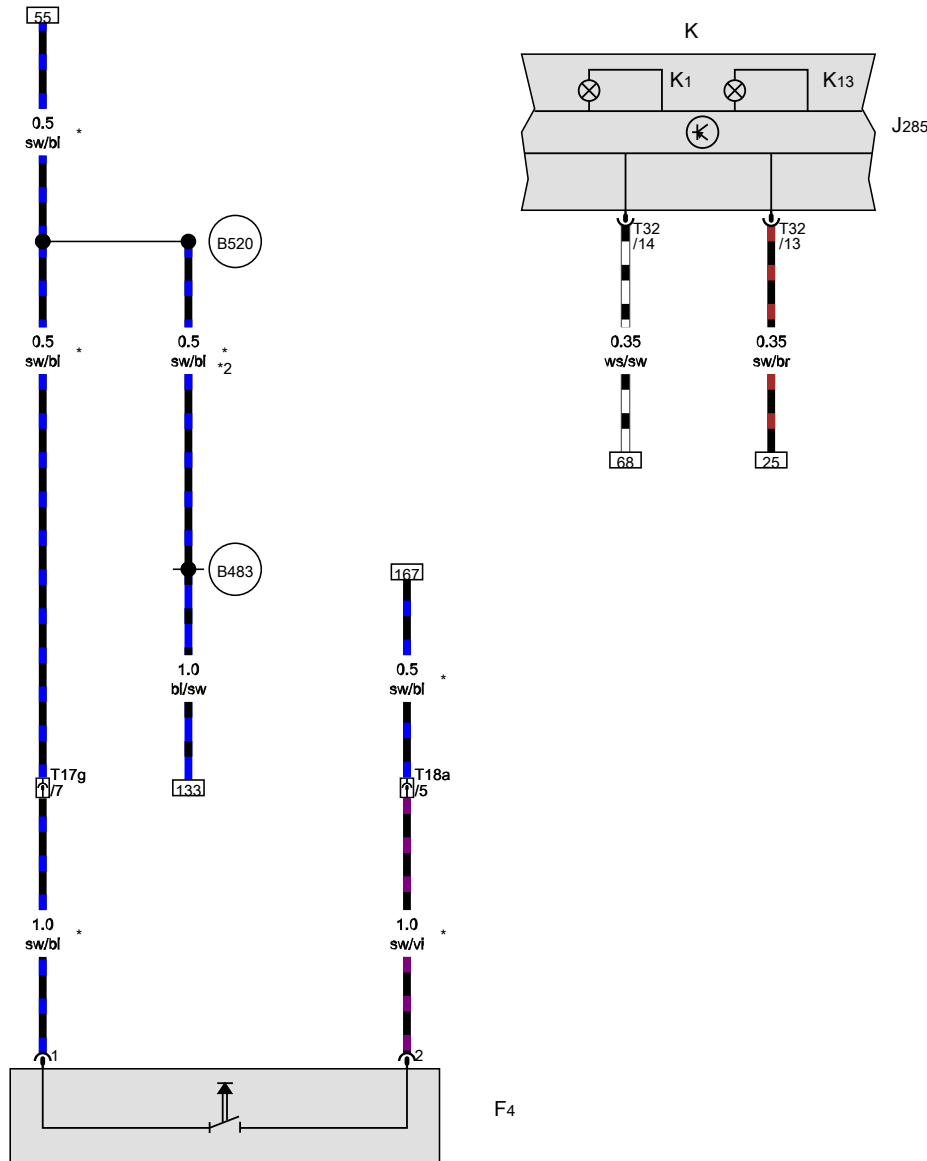 55
K
K1
K13
J285
0.5
sw/bl
*
T32
/14
T32
/13
B520
0.5
sw/bl
*
0.5
sw/bl
*
*2
0.35
ws/sw
0.35
sw/br
68
25
B483
167
1.0
bl/sw
0.5
sw/bl
*
T17g
/7
133
T18a
/5
1.0
sw/bl
*
1.0
sw/vi
*
1
2
F4